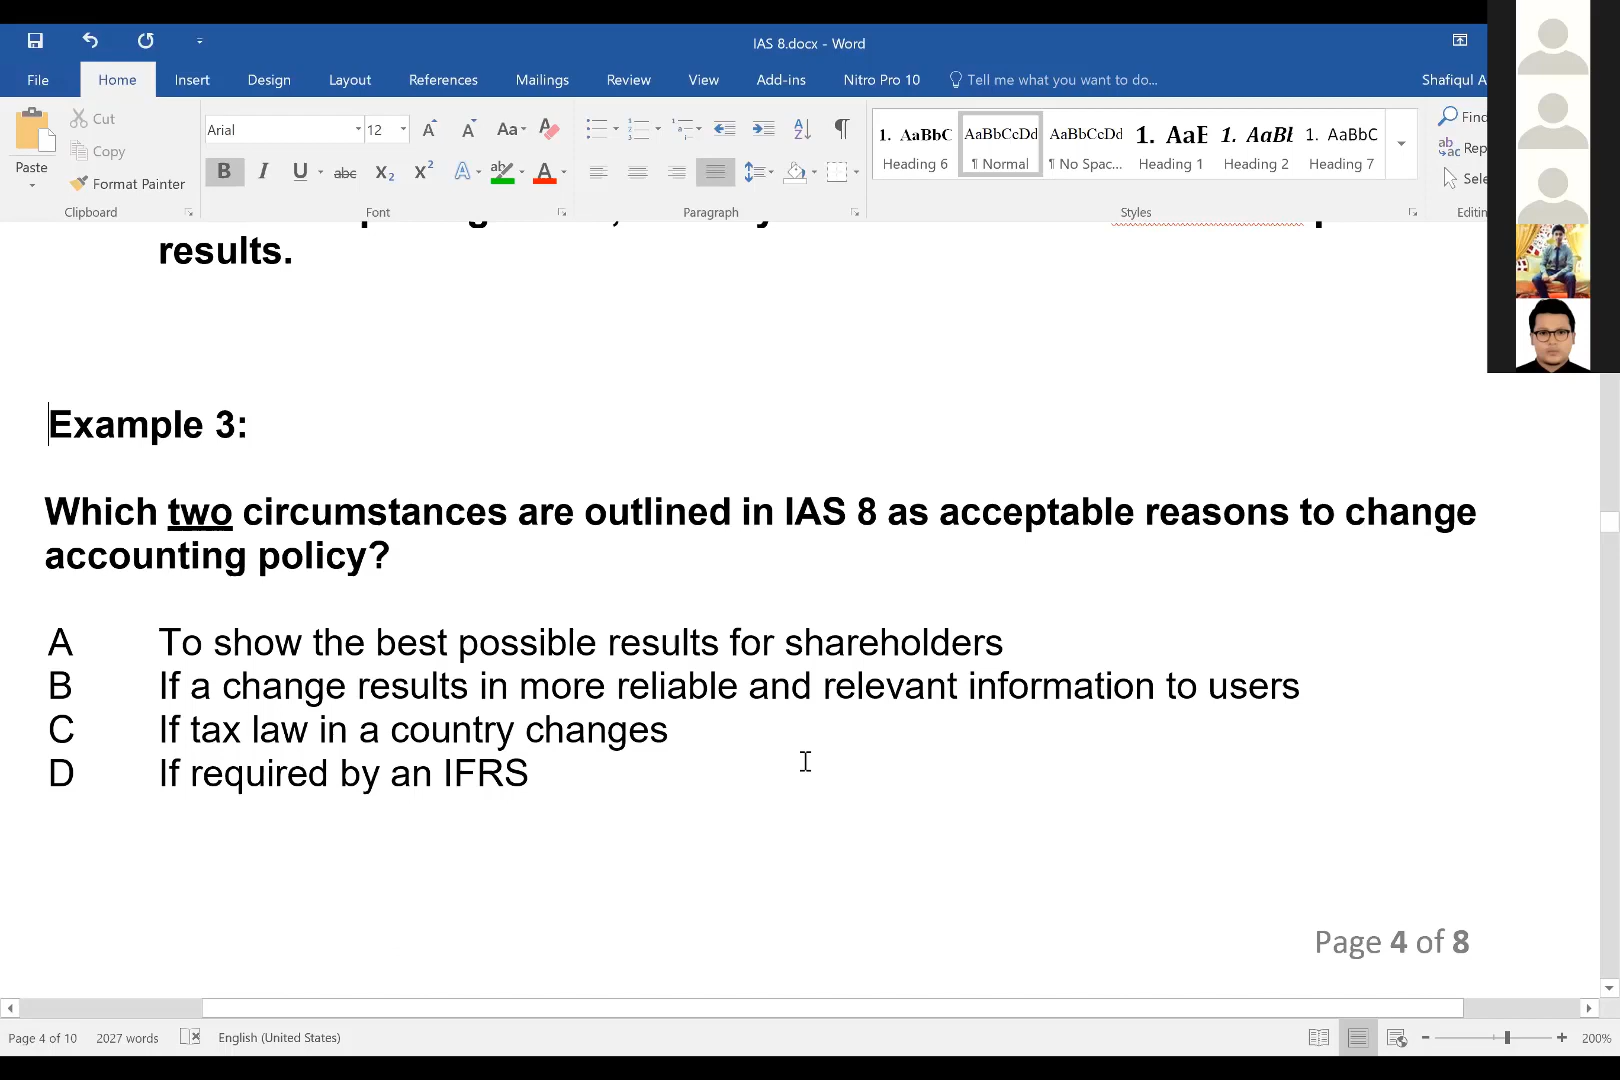 IAS 8.docx - Word
File Home Insert Design Layout References Mailings Review View Add-ins Nitro Pro 10 Tell me what you want to do... Shafiqul A
Paste
Cut
Copy
Format Painter
Clipboard
Arial 12
Font
Paragraph
1. AaBbC AaBbCcDd AaBbCcDd 1. AaE 1. AaBl 1. AaBbC
Heading 6 ¶ Normal ¶ No Spac... Heading 1 Heading 2 Heading 7
Styles
Find
Rep
Sele
Editin
results.
Example 3:
Which two circumstances are outlined in IAS 8 as acceptable reasons to change
accounting policy?
A To show the best possible results for shareholders
B If a change results in more reliable and relevant information to users
C If tax law in a country changes
D If required by an IFRS
Page 4 of 8
Page 4 of 10 2027 words English (United States) 200%